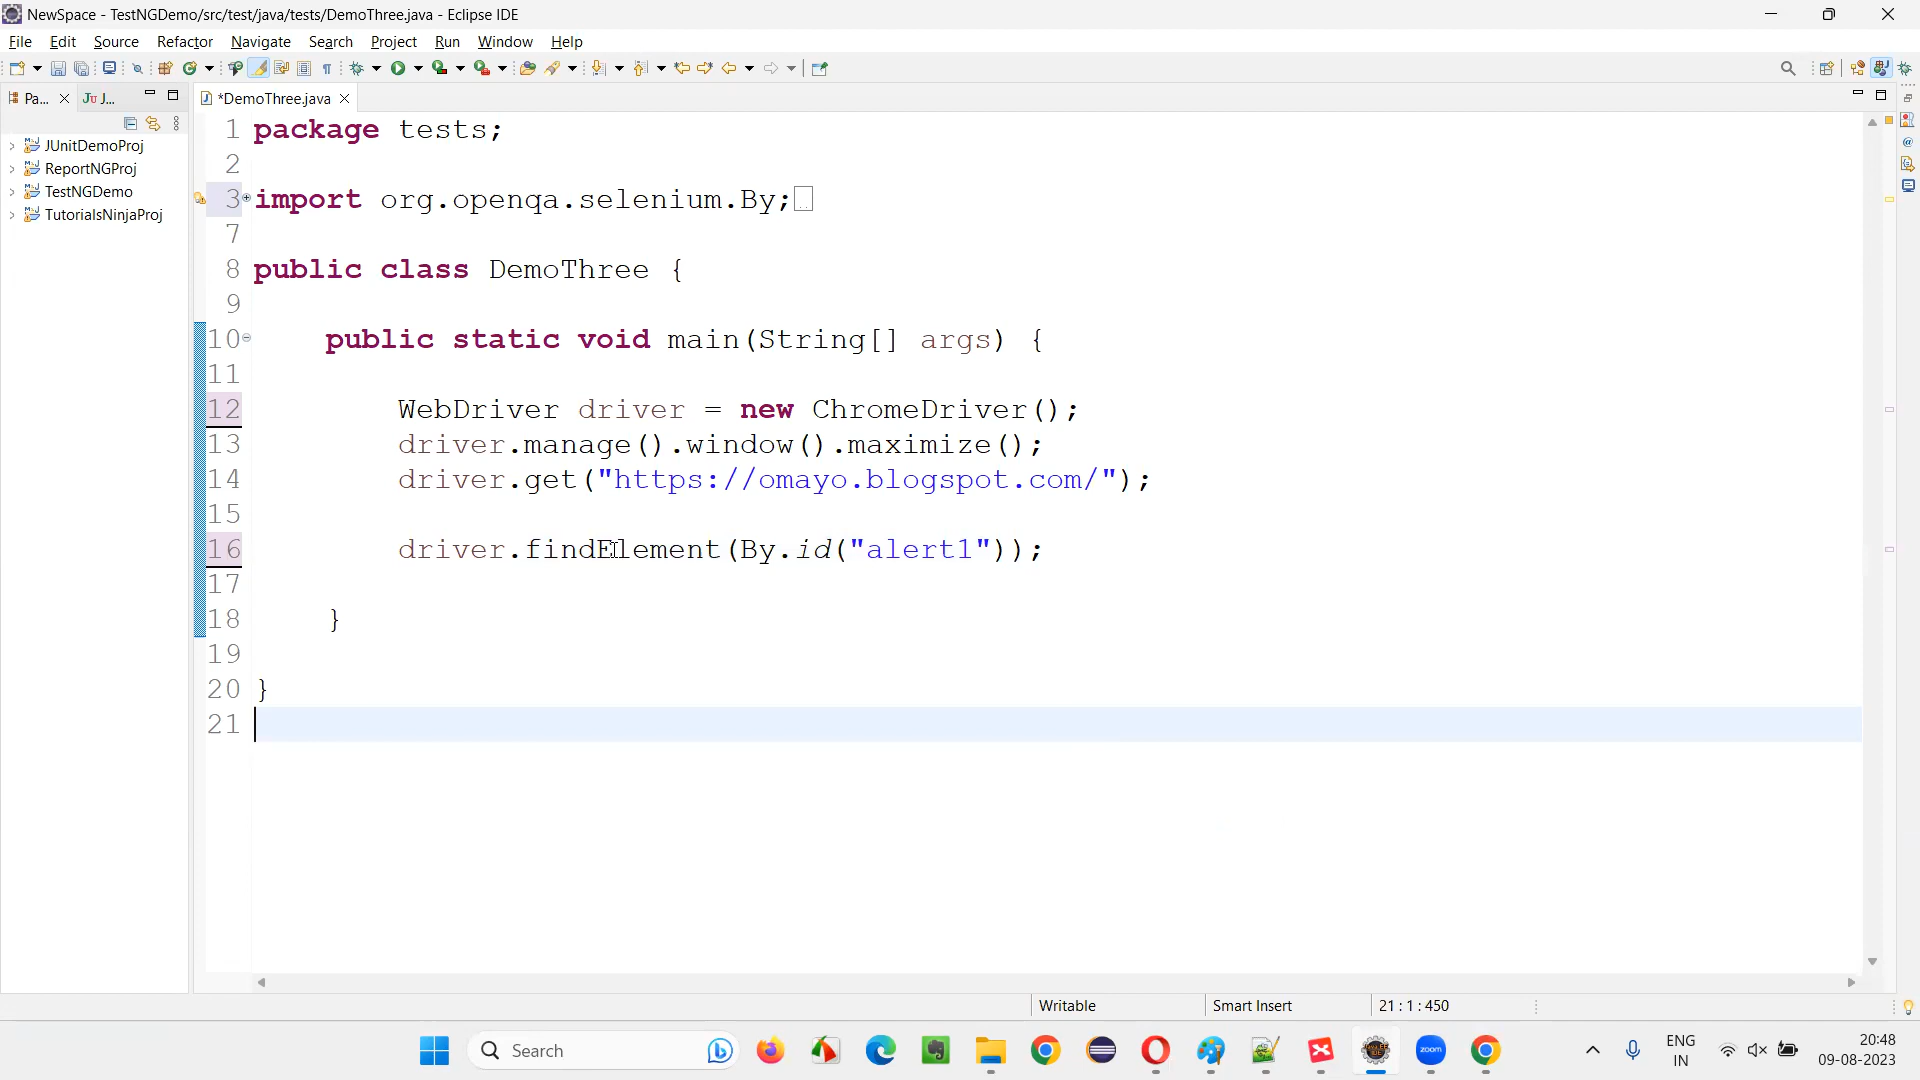 NewSpace - TestNGDemo/src/test/java/tests/DemoThree.java - Eclipse IDE
File Edit Source Refactor Navigate Search Project Run Window Help
Pa... J... *DemoThree.java
JUnitDemoProj
ReportNGProj
TestNGDemo
TutorialsNinjaProj
1 package tests;
2
3 import org.openqa.selenium.By;
7
8 public class DemoThree {
9
10 public static void main(String[] args) {
11
12 WebDriver driver = new ChromeDriver();
13 driver.manage().window().maximize();
14 driver.get("https://omayo.blogspot.com/");
15
16 driver.findElement(By.id("alert1"));
17
18 }
19
20 }
21
Writable Smart Insert 21 : 1 : 450
Search zoom ENG 20:48
IN 09-08-2023